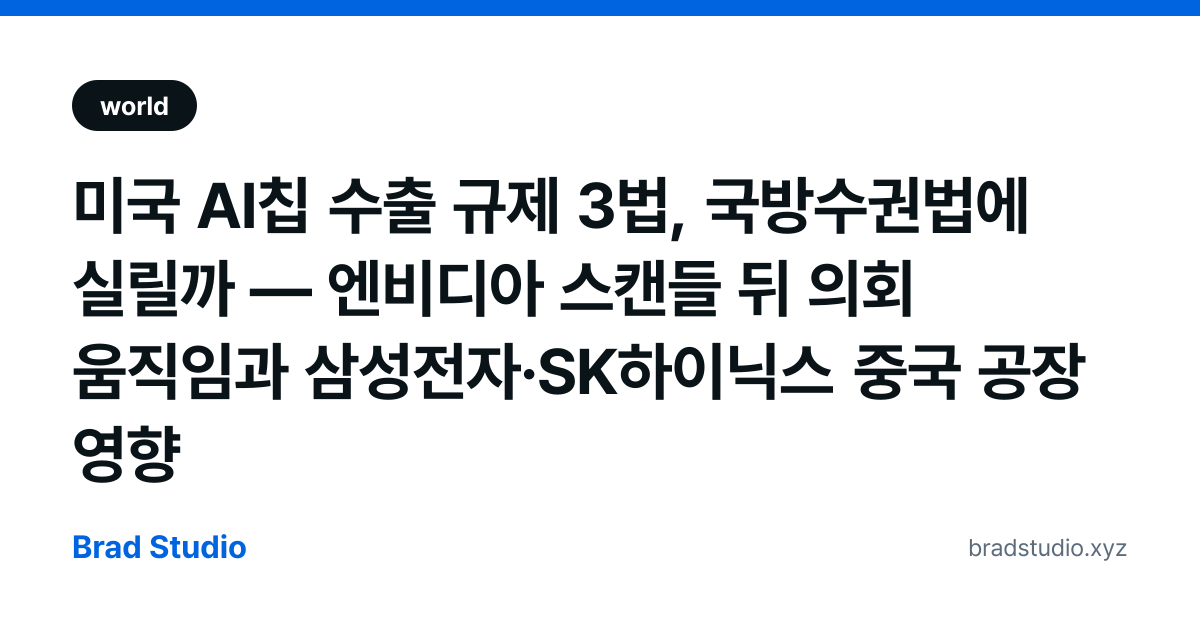 world
미국 AI칩 수출 규제 3법, 국방수권법에
실릴까 — 엔비디아 스캔들 뒤 의회
움직임과 삼성전자·SK하이닉스 중국 공장
영향
Brad Studio
bradstudio.xyz